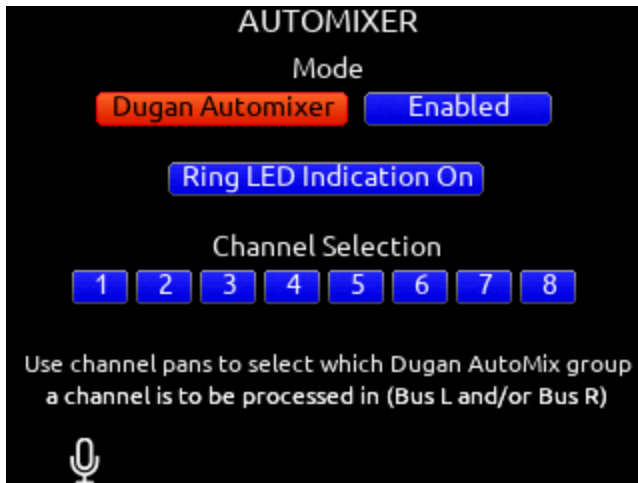 AUTOMIXER
Mode
Dugan Automixer Enabled
Ring LED Indication On
Channel Selection
1 2 3 4 5 6 7 8
Use channel pans to select which Dugan AutoMix group
a channel is to be processed in (Bus L and/or Bus R)